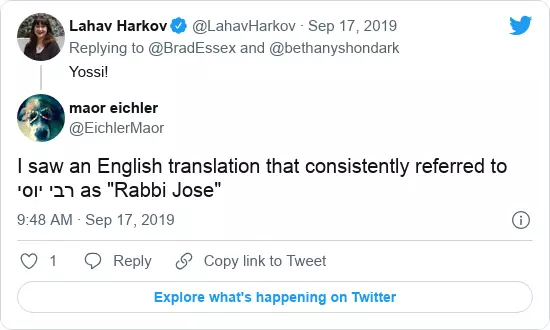 Lahav Harkov @LahavHarkov · Sep 17, 2019
Replying to @BradEssex and @bethanyshondark
Yossi!
maor eichler
@EichlerMaor
I saw an English translation that consistently referred to
רבי יוסי as "Rabbi Jose"
9:48 AM · Sep 17, 2019
1 Reply Copy link to Tweet
Explore what's happening on Twitter